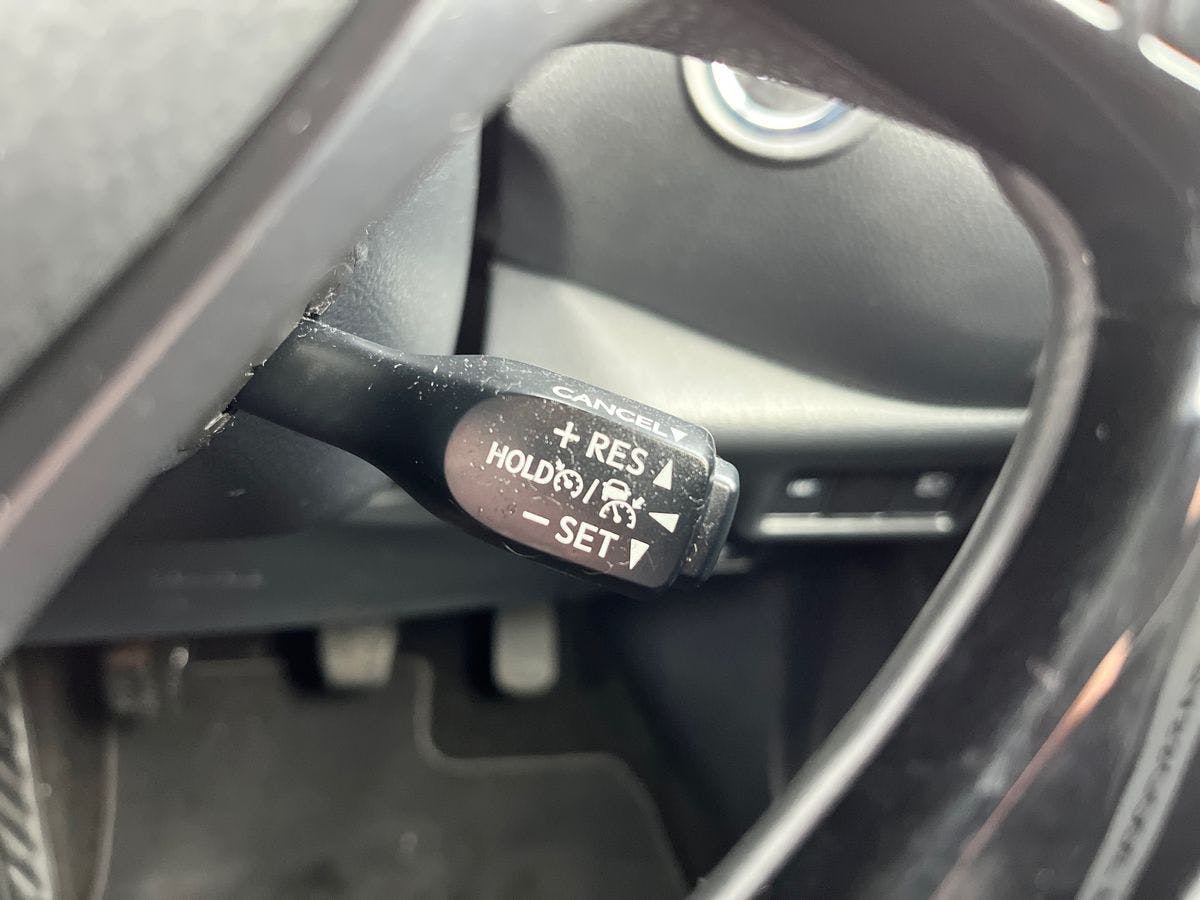 CANCEL
+ RES
HOLD /
– SET